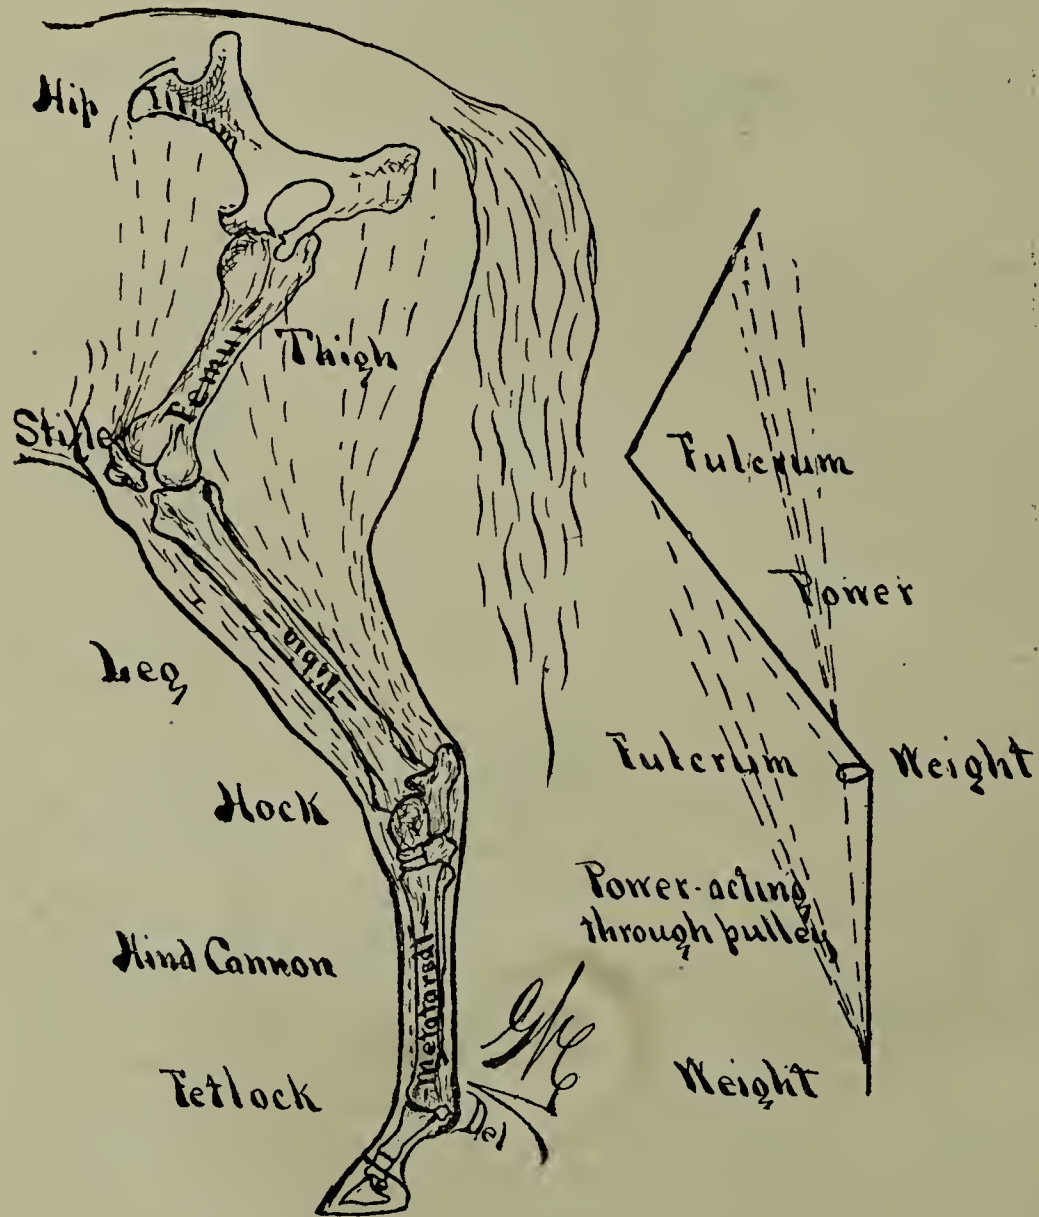 Hip
Ilium
Femur
Thigh
Stifle
Fulcrum
Power
Leg
Tibia
Fulcrum
Weight
Hock
Power-acting
through pulley
Hind Cannon
Metatarsal
Fetlock
Weight
Del